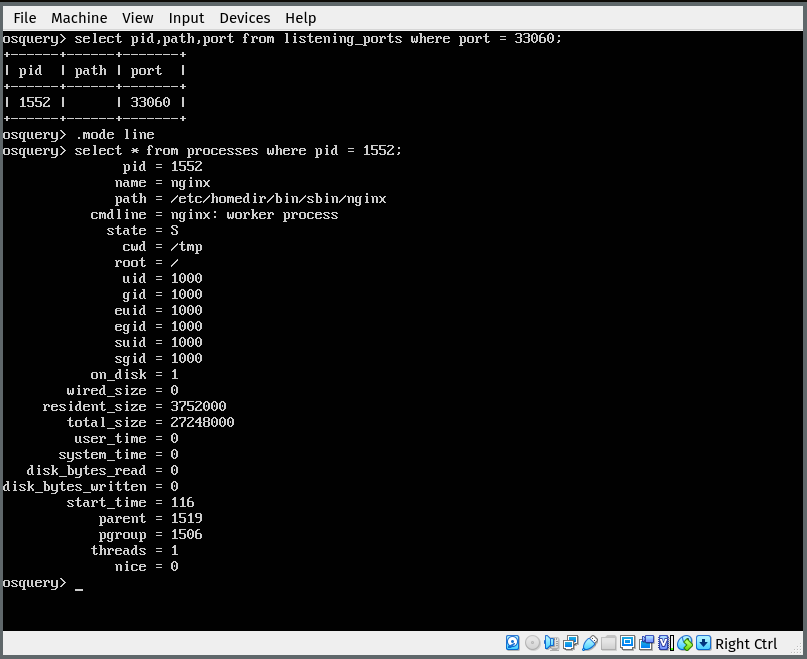 File Machine View Input Devices Help
osquery> select pid,path,port from listening_ports where port = 33060;
+------+------+-------+
| pid  | path | port  |
+------+------+-------+
| 1552 |      | 33060 |
+------+------+-------+
osquery> .mode line
osquery> select * from processes where pid = 1552;
pid = 1552
name = nginx
path = /etc/homedir/bin/sbin/nginx
cmdline = nginx: worker process
state = S
cwd = /tmp
root = /
uid = 1000
gid = 1000
euid = 1000
egid = 1000
suid = 1000
sgid = 1000
on_disk = 1
wired_size = 0
resident_size = 3752000
total_size = 27248000
user_time = 0
system_time = 0
disk_bytes_read = 0
disk_bytes_written = 0
start_time = 116
parent = 1519
pgroup = 1506
threads = 1
nice = 0
osquery> _
Right Ctrl